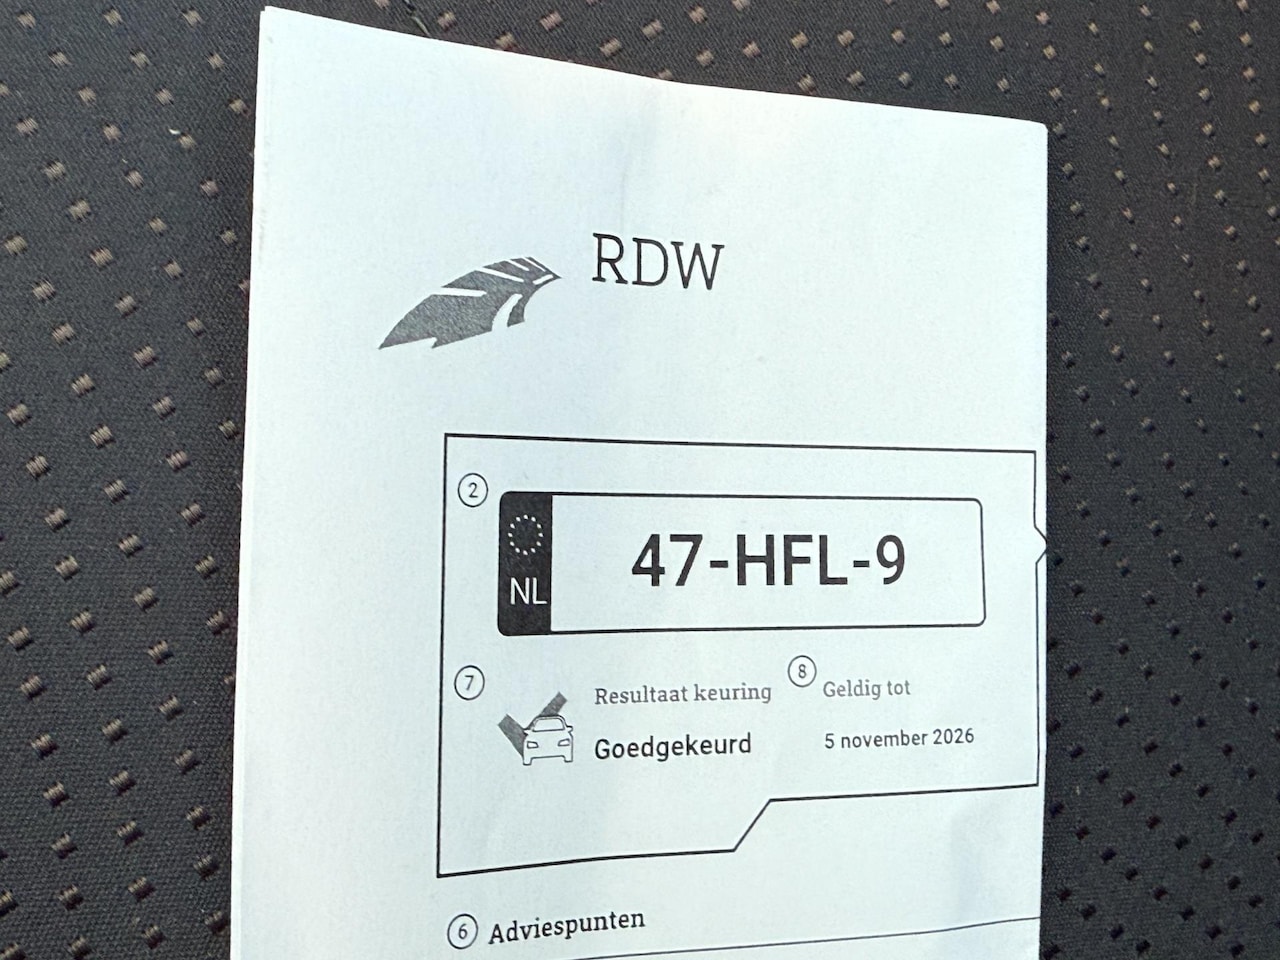 RDW
2
NL
47-HFL-9
7
Resultaat keuring
8
Geldig tot
Goedgekeurd
5 november 2026
6 Adviespunten